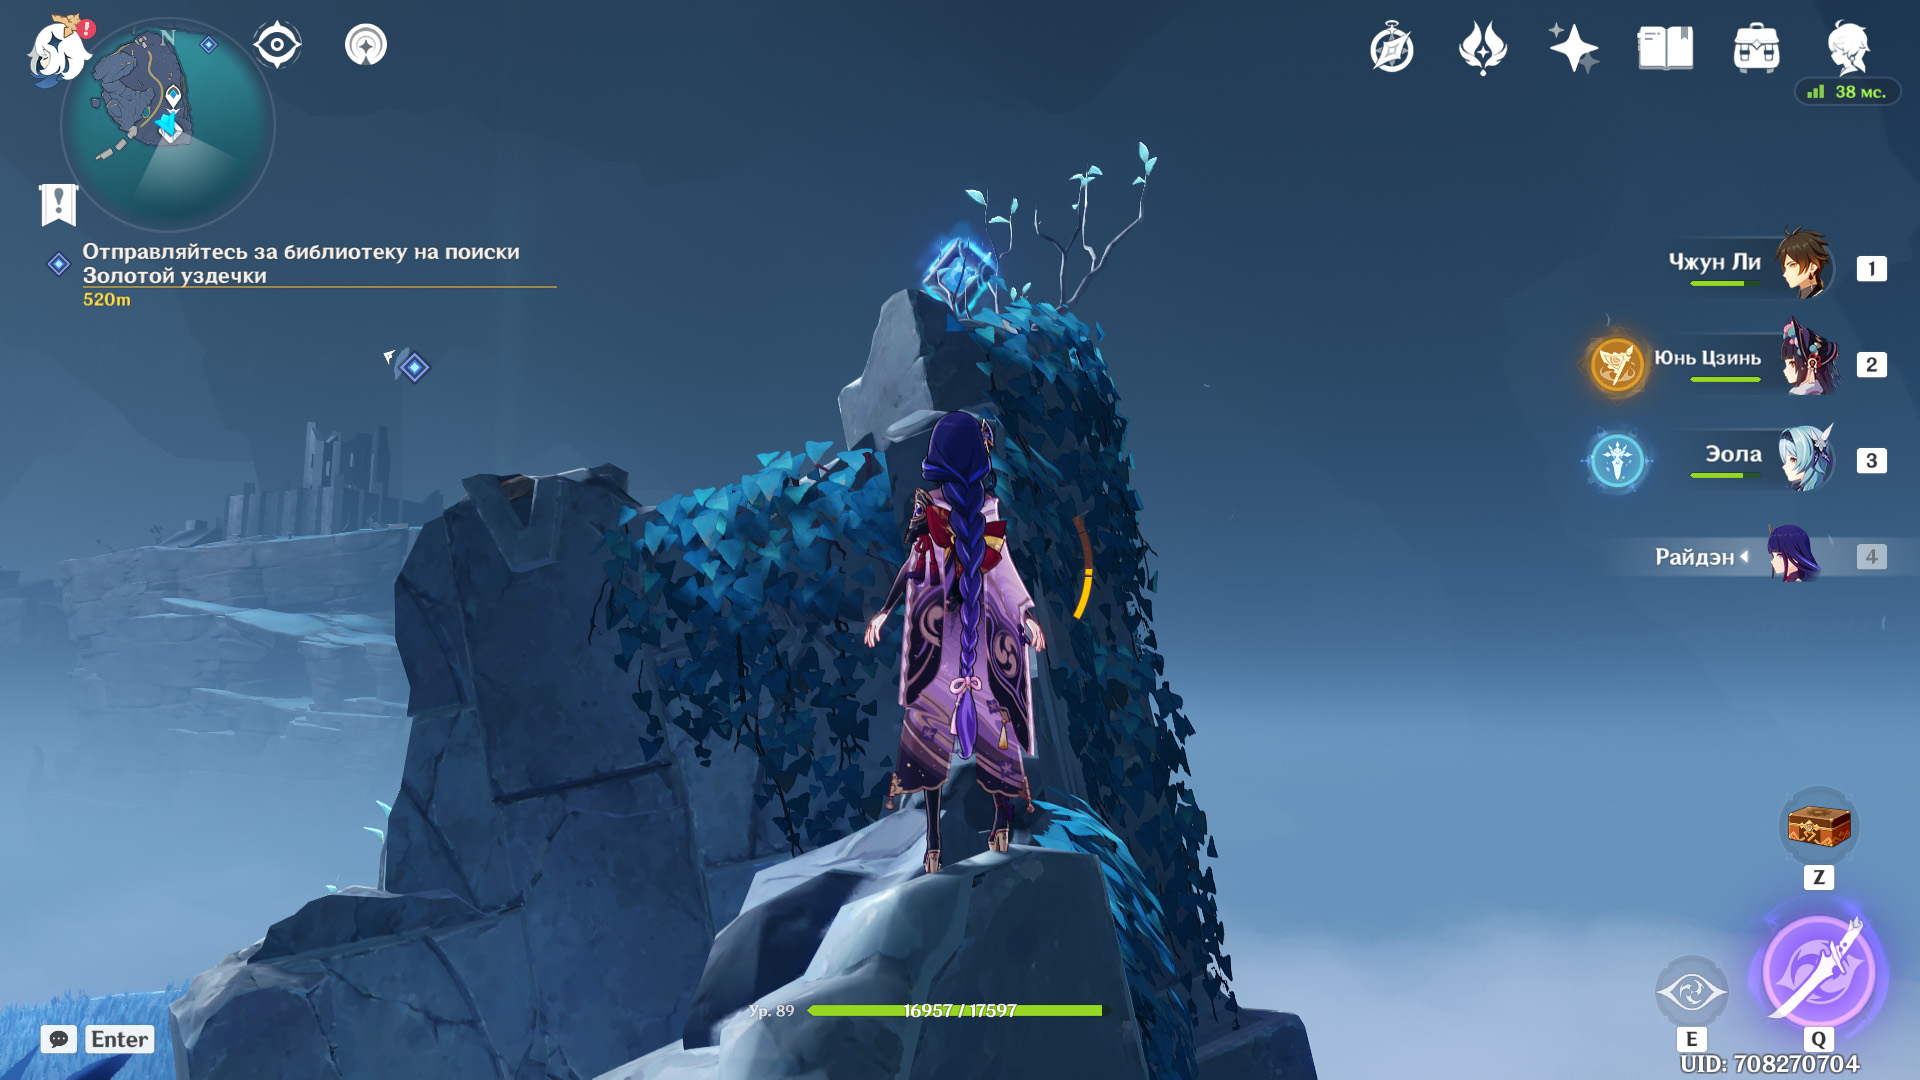 N
38 мс.
Отправляйтесь за библиотеку на поиски
Золотой уздечки
520m
Чжун Ли
1
Юнь Цзинь
2
Эола
3
Райдэн
4
Z
Ур. 89
16957 / 17597
Enter
E
Q
UID: 708270704